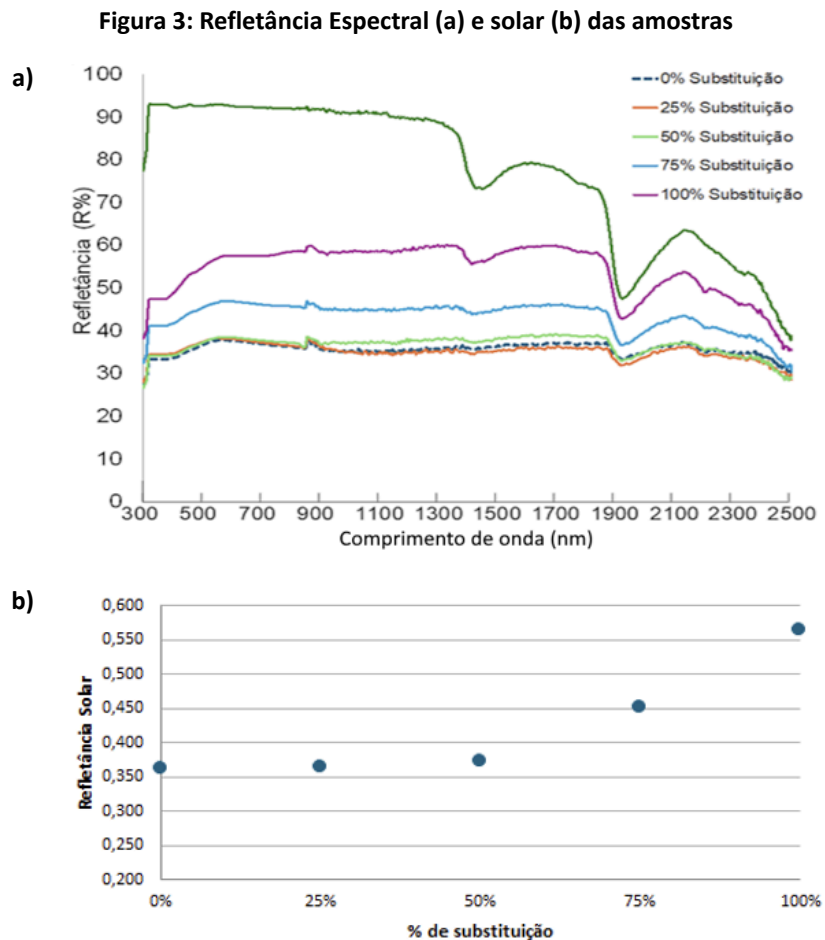 Figura 3: Refletância Espectral (a) e solar (b) das amostras
a)
Refletância (R%)
100
90
80
70
60
50
40
30
20
10
0
300 500 700 900 1100 1300 1500 1700 1900 2100 2300 2500
Comprimento de onda (nm)
0% Substituição
25% Substituição
50% Substituição
75% Substituição
100% Substituição
b)
Refletância Solar
0,600
0,550
0,500
0,450
0,400
0,350
0,300
0,250
0,200
0% 25% 50% 75% 100%
% de substituição